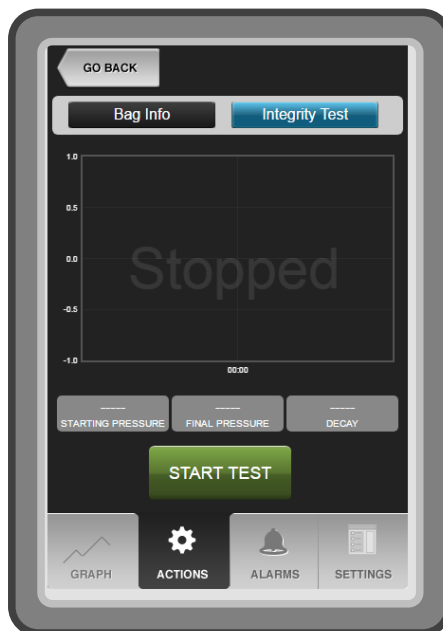 GO BACK
Bag Info
Integrity Test
1.0
0.5
0.0
-0.5
-1.0
Stopped
00:00
-----
STARTING PRESSURE
-----
FINAL PRESSURE
-----
DECAY
START TEST
GRAPH
ACTIONS
ALARMS
SETTINGS